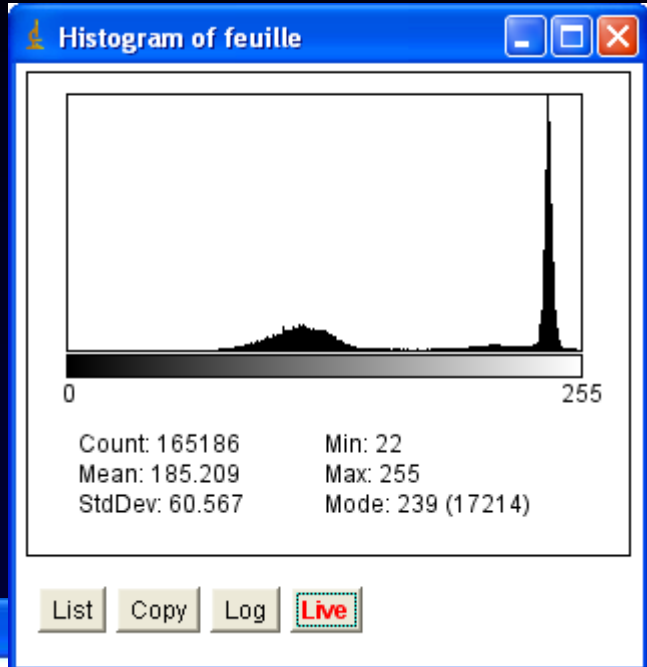 Histogram of feuille
0 255
Count: 165186 Min: 22
Mean: 185.209 Max: 255
StdDev: 60.567 Mode: 239 (17214)
List Copy Log Live